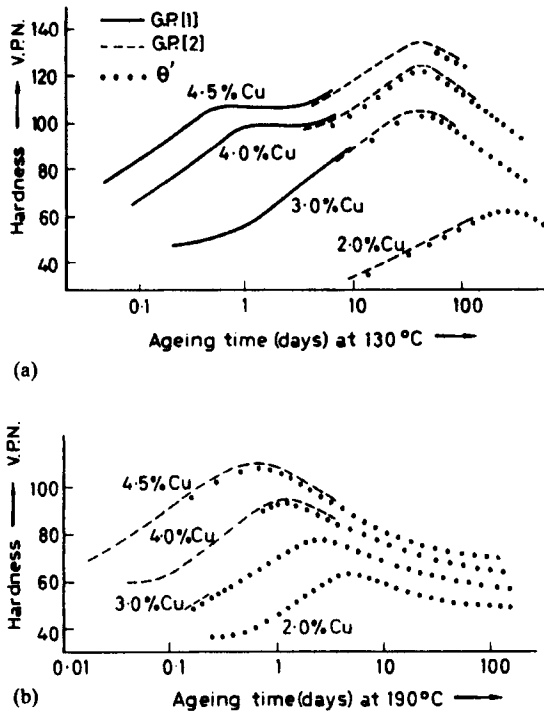 Hardness ⟶ V.P.N.
G.P.[1]
G.P.[2]
θ'
140
120
100
80
60
40
4·5%Cu
4·0%Cu
3·0%Cu
2·0%Cu
0·1 1 10 100
Ageing time (days) at 130°C ⟶
(a)
Hardness ⟶ V.P.N.
100
80
60
40
4·5%Cu
4·0%Cu
3·0%Cu
2·0%Cu
0·01 0·1 1 10 100
(b) Ageing time(days) at 190°C ⟶